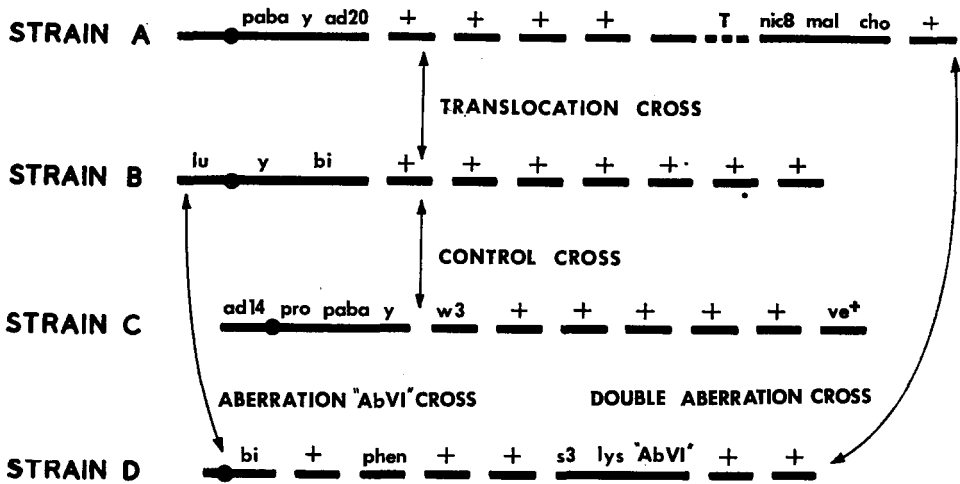 paba y ad20 + + + + T nic8 mal cho +
STRAIN A
TRANSLOCATION CROSS
lu y bi + + + + + + +
STRAIN B
CONTROL CROSS
ad14 pro paba y w3 + + + + + ve+
STRAIN C
ABERRATION "AbVI" CROSS DOUBLE ABERRATION CROSS
bi + phen + + s3 lys "AbVI" + +
STRAIN D